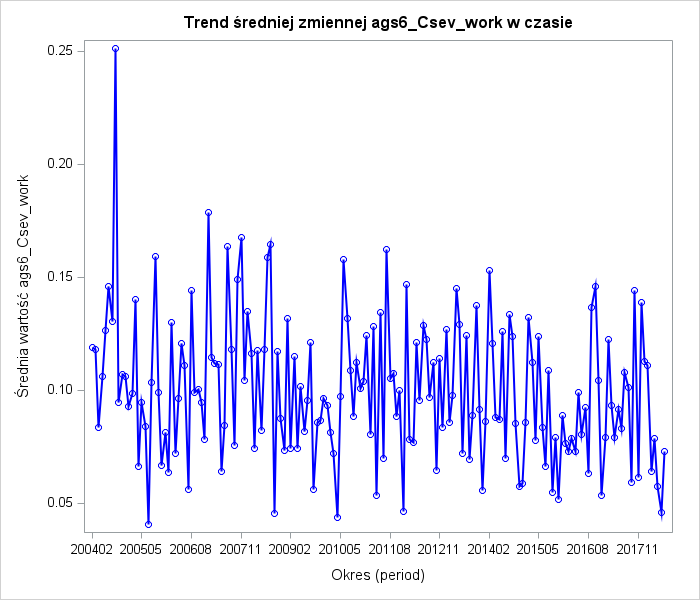 Trend średniej zmiennej ags6_Csev_work w czasie
Średnia wartość ags6_Csev_work
0.25
0.20
0.15
0.10
0.05
200402 200505 200608 200711 200902 201005 201108 201211 201402 201505 201608 201711
Okres (period)